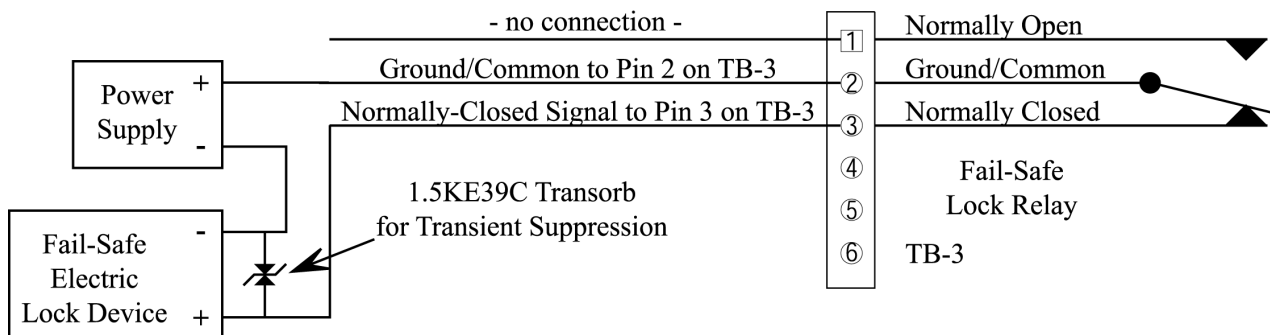 - no connection -
1
Normally Open
Ground/Common to Pin 2 on TB-3
2
Ground/Common
Normally-Closed Signal to Pin 3 on TB-3
3
Normally Closed
Power
Supply
+
-
4
5
6
Fail-Safe
Lock Relay
TB-3
1.5KE39C Transorb
for Transient Suppression
Fail-Safe
Electric
Lock Device
-
+